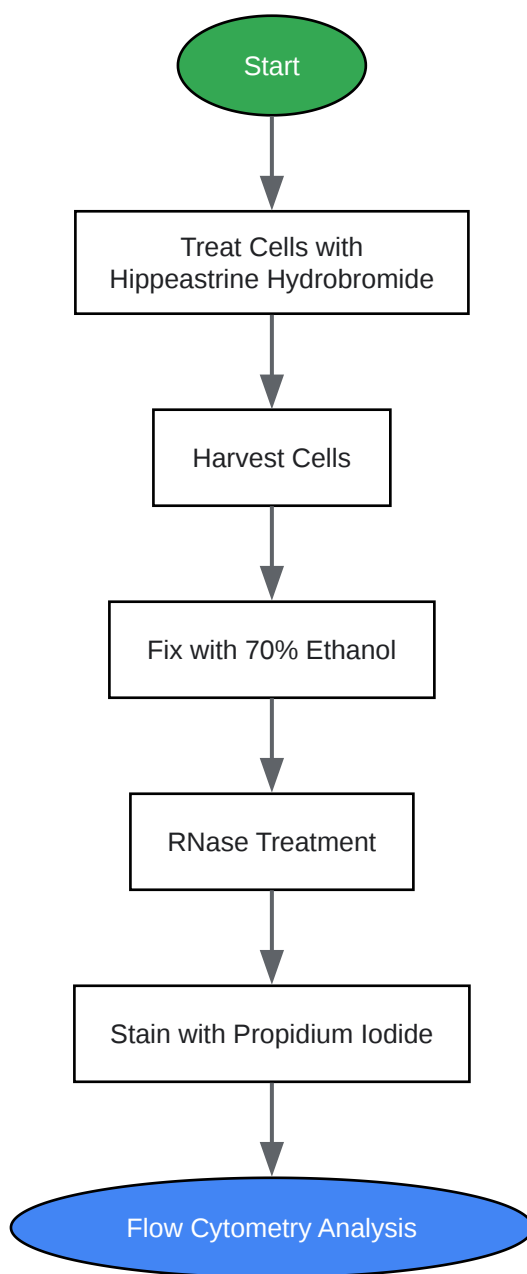 Start
Treat Cells with
Hippeastrine Hydrobromide
Harvest Cells
Fix with 70% Ethanol
RNase Treatment
Stain with Propidium Iodide
Flow Cytometry Analysis